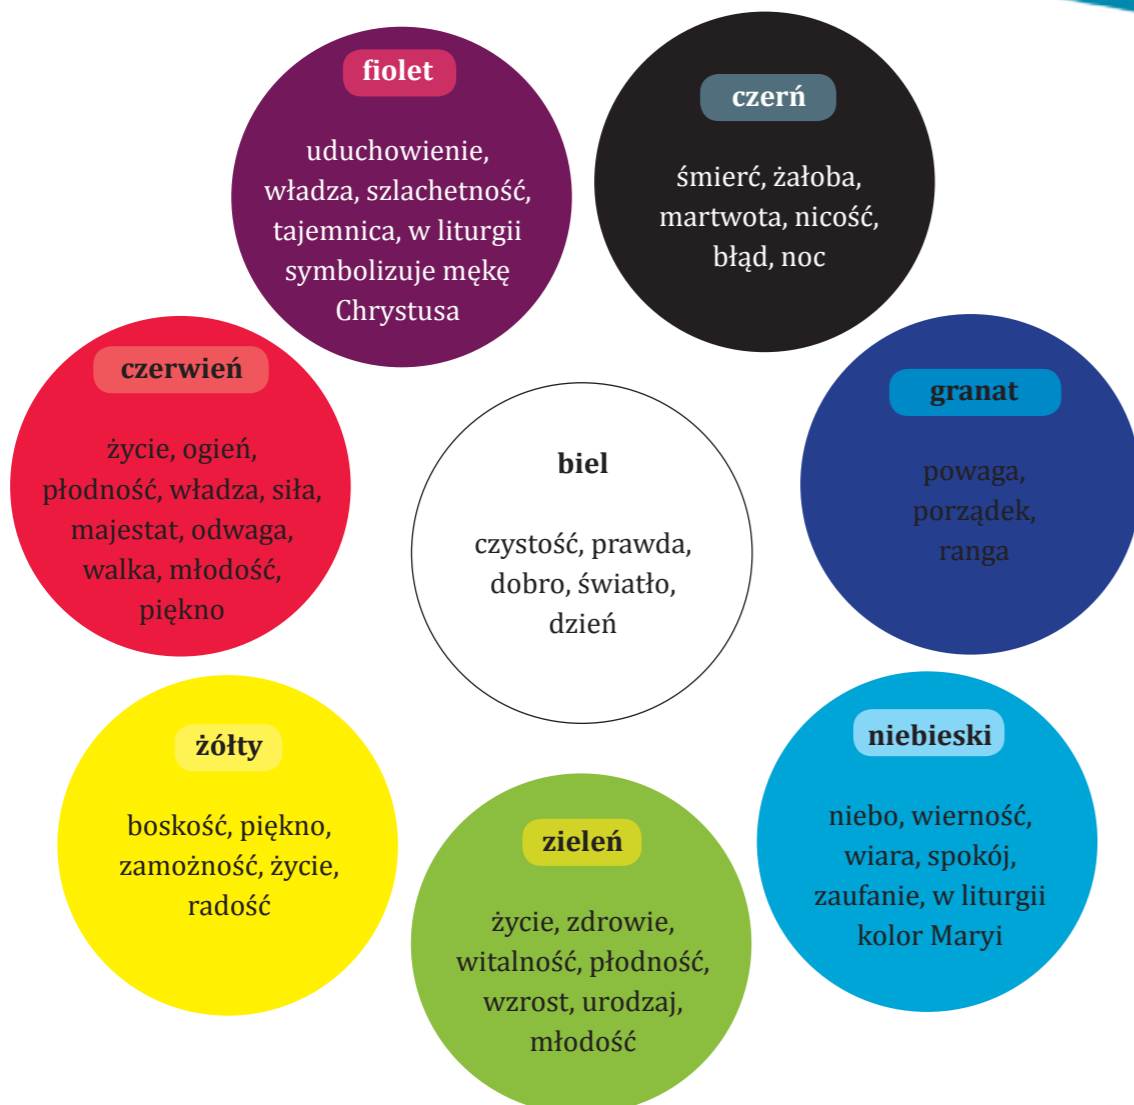 fiolet
uduchowienie,
władza, szlachetność,
tajemnica, w liturgii
symbolizuje mękę
Chrystusa
czerń
śmierć, żałoba,
martwota, nicość,
błąd, noc
czerwień
życie, ogień,
płodność, władza, siła,
majestat, odwaga,
walka, młodość,
piękno
biel
czystość, prawda,
dobro, światło,
dzień
granat
powaga,
porządek,
ranga
żółty
boskość, piękno,
zamożność, życie,
radość
zieleń
życie, zdrowie,
witalność, płodność,
wzrost, urodzaj,
młodość
niebieski
niebo, wierność,
wiara, spokój,
zaufanie, w liturgii
kolor Maryi